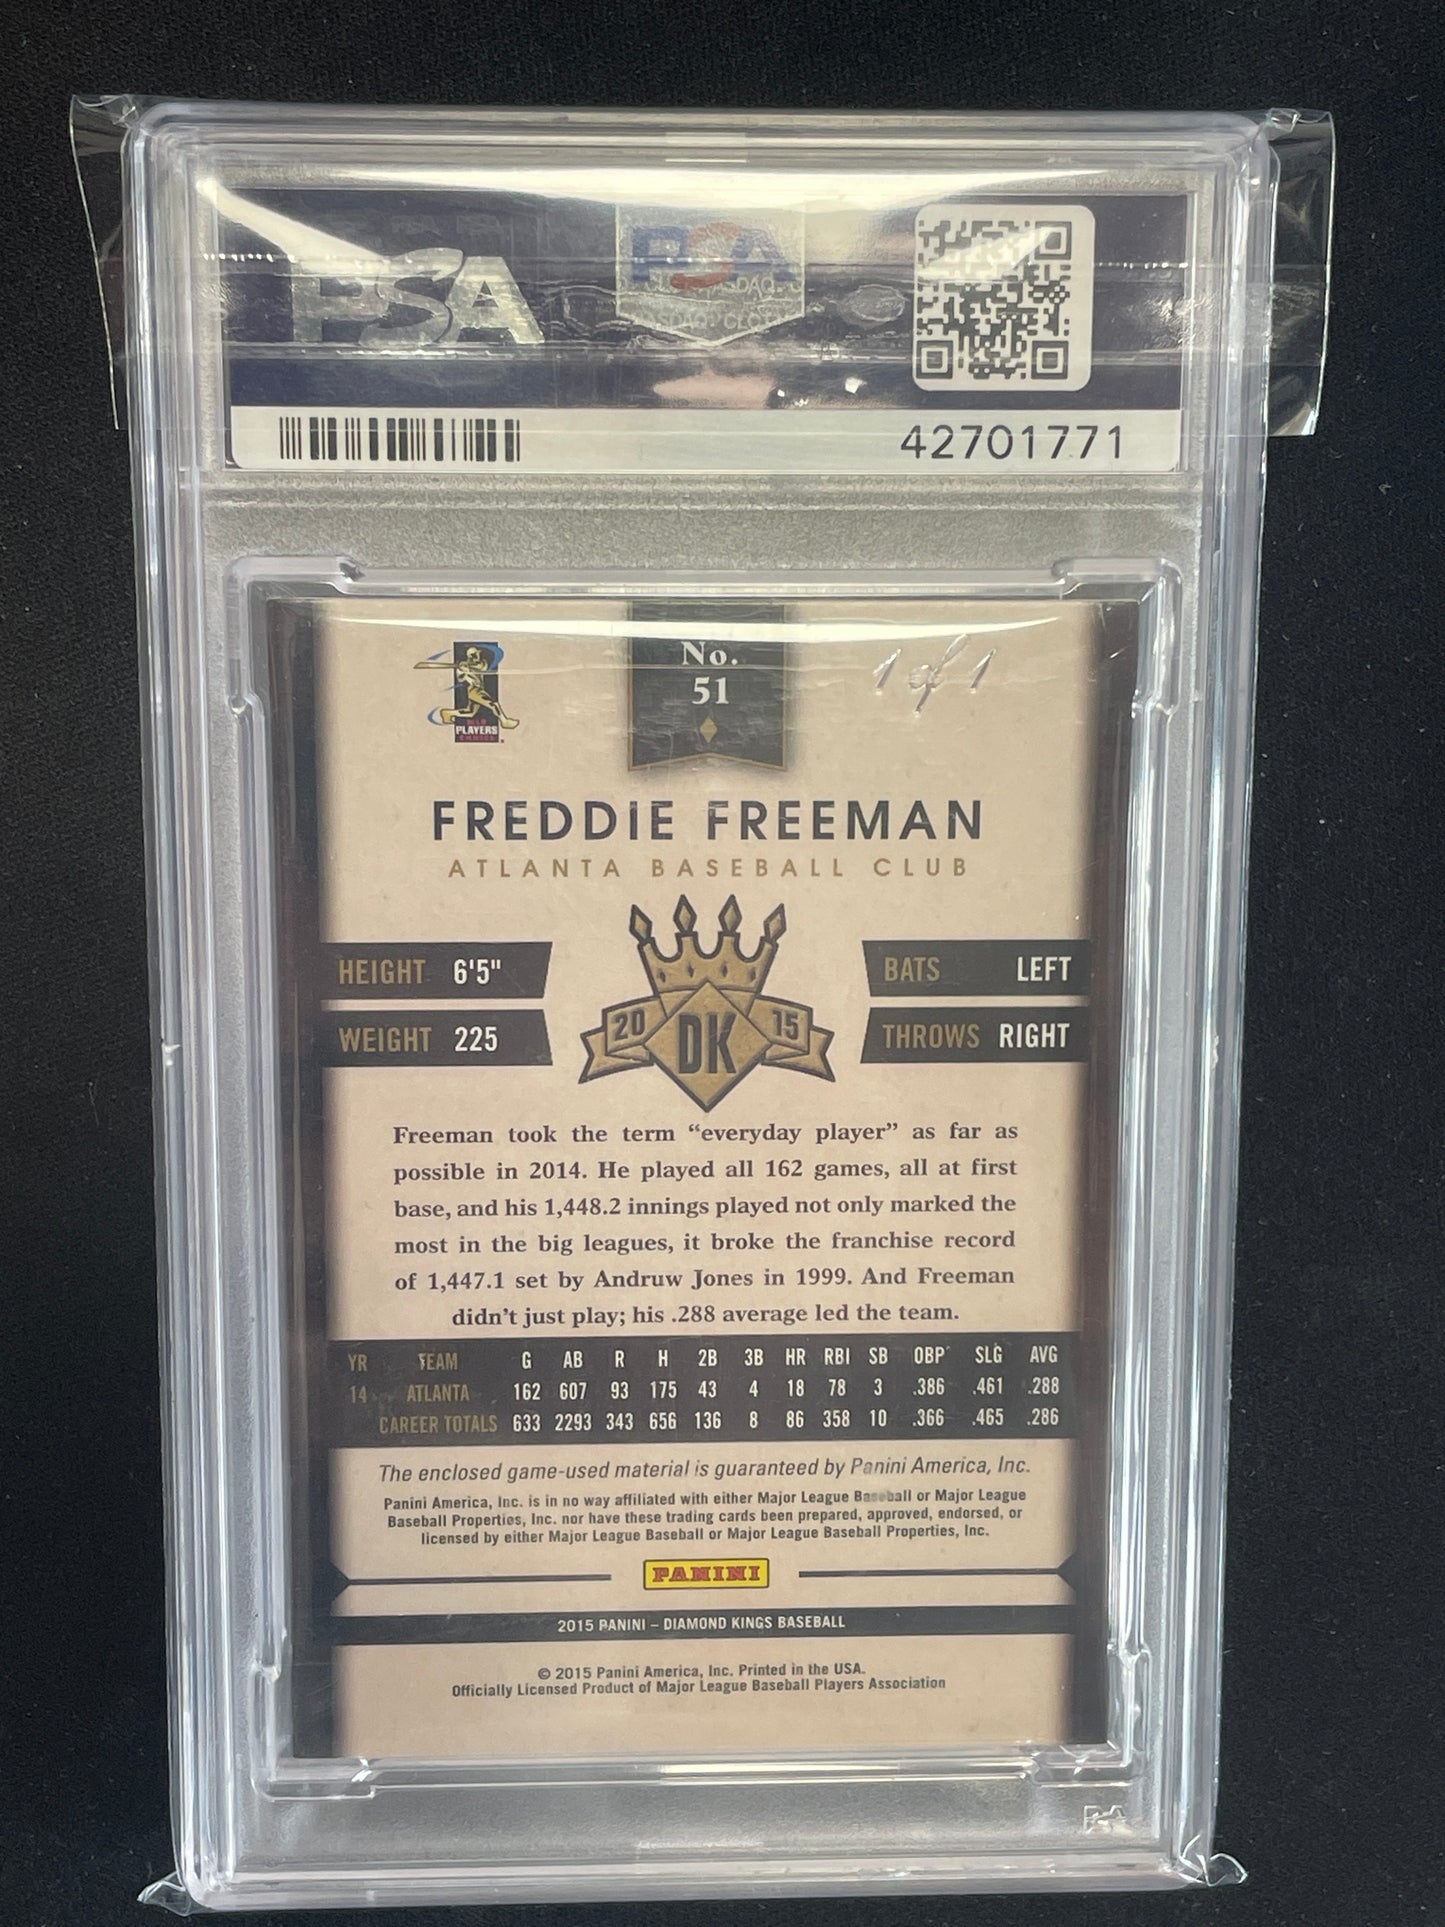 PSA
PSA
42701771
No.
51
1 of 1
PLAYERS
FREDDIE FREEMAN
ATLANTA BASEBALL CLUB
HEIGHT 6'5"
BATS LEFT
20 DK 15
WEIGHT 225
THROWS RIGHT
Freeman took the term “everyday player” as far as
possible in 2014. He played all 162 games, all at first
base, and his 1,448.2 innings played not only marked the
most in the big leagues, it broke the franchise record
of 1,447.1 set by Andruw Jones in 1999. And Freeman
didn’t just play; his .288 average led the team.
YR TEAM G AB R H 2B 3B HR RBI SB OBP SLG AVG
14 ATLANTA 162 607 93 175 43 4 18 78 3 .386 .461 .288
CAREER TOTALS 633 2293 343 656 136 8 86 358 10 .366 .465 .286
The enclosed game-used material is guaranteed by Panini America, Inc.
Panini America, Inc. is in no way affiliated with either Major League Baseball or Major League
Baseball Properties, Inc. nor have these trading cards been prepared, approved, endorsed, or
licensed by either Major League Baseball or Major League Baseball Properties, Inc.
PANINI
2015 PANINI – DIAMOND KINGS BASEBALL
© 2015 Panini America, Inc. Printed in the USA.
Officially Licensed Product of Major League Baseball Players Association
PSA